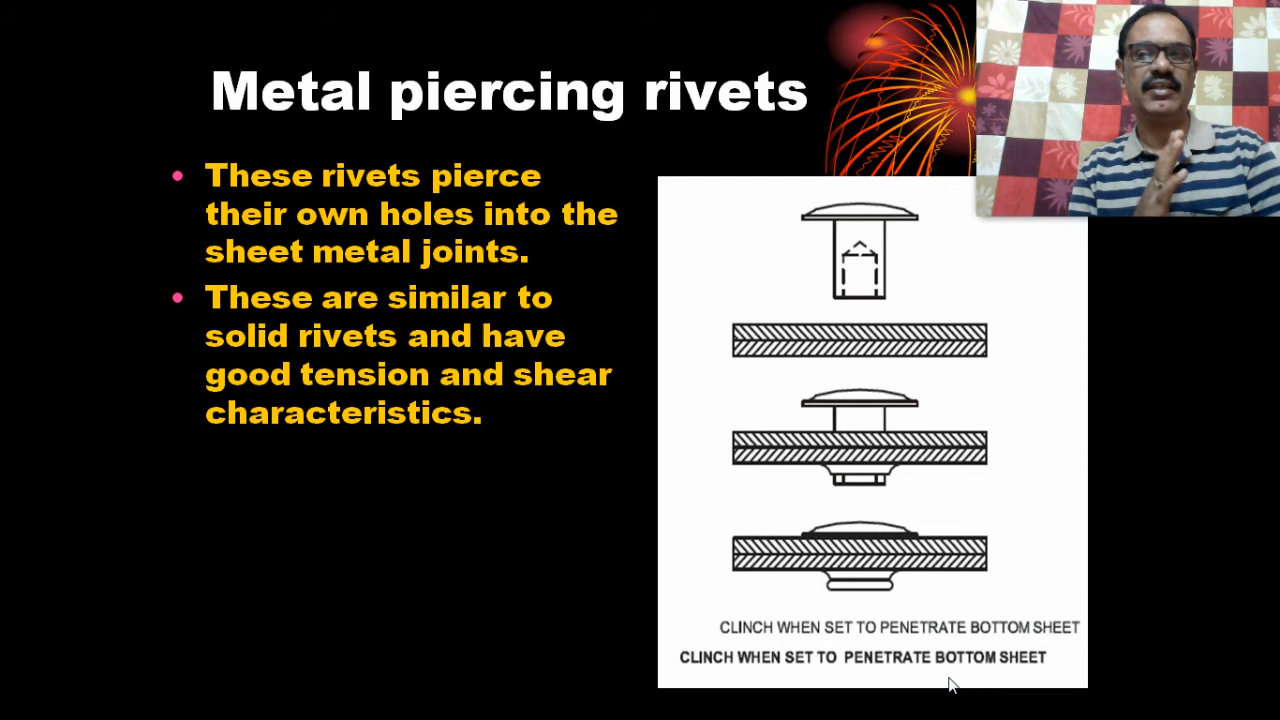 Metal piercing rivets
• These rivets pierce
their own holes into the
sheet metal joints.
• These are similar to
solid rivets and have
good tension and shear
characteristics.
CLINCH WHEN SET TO PENETRATE BOTTOM SHEET
CLINCH WHEN SET TO PENETRATE BOTTOM SHEET